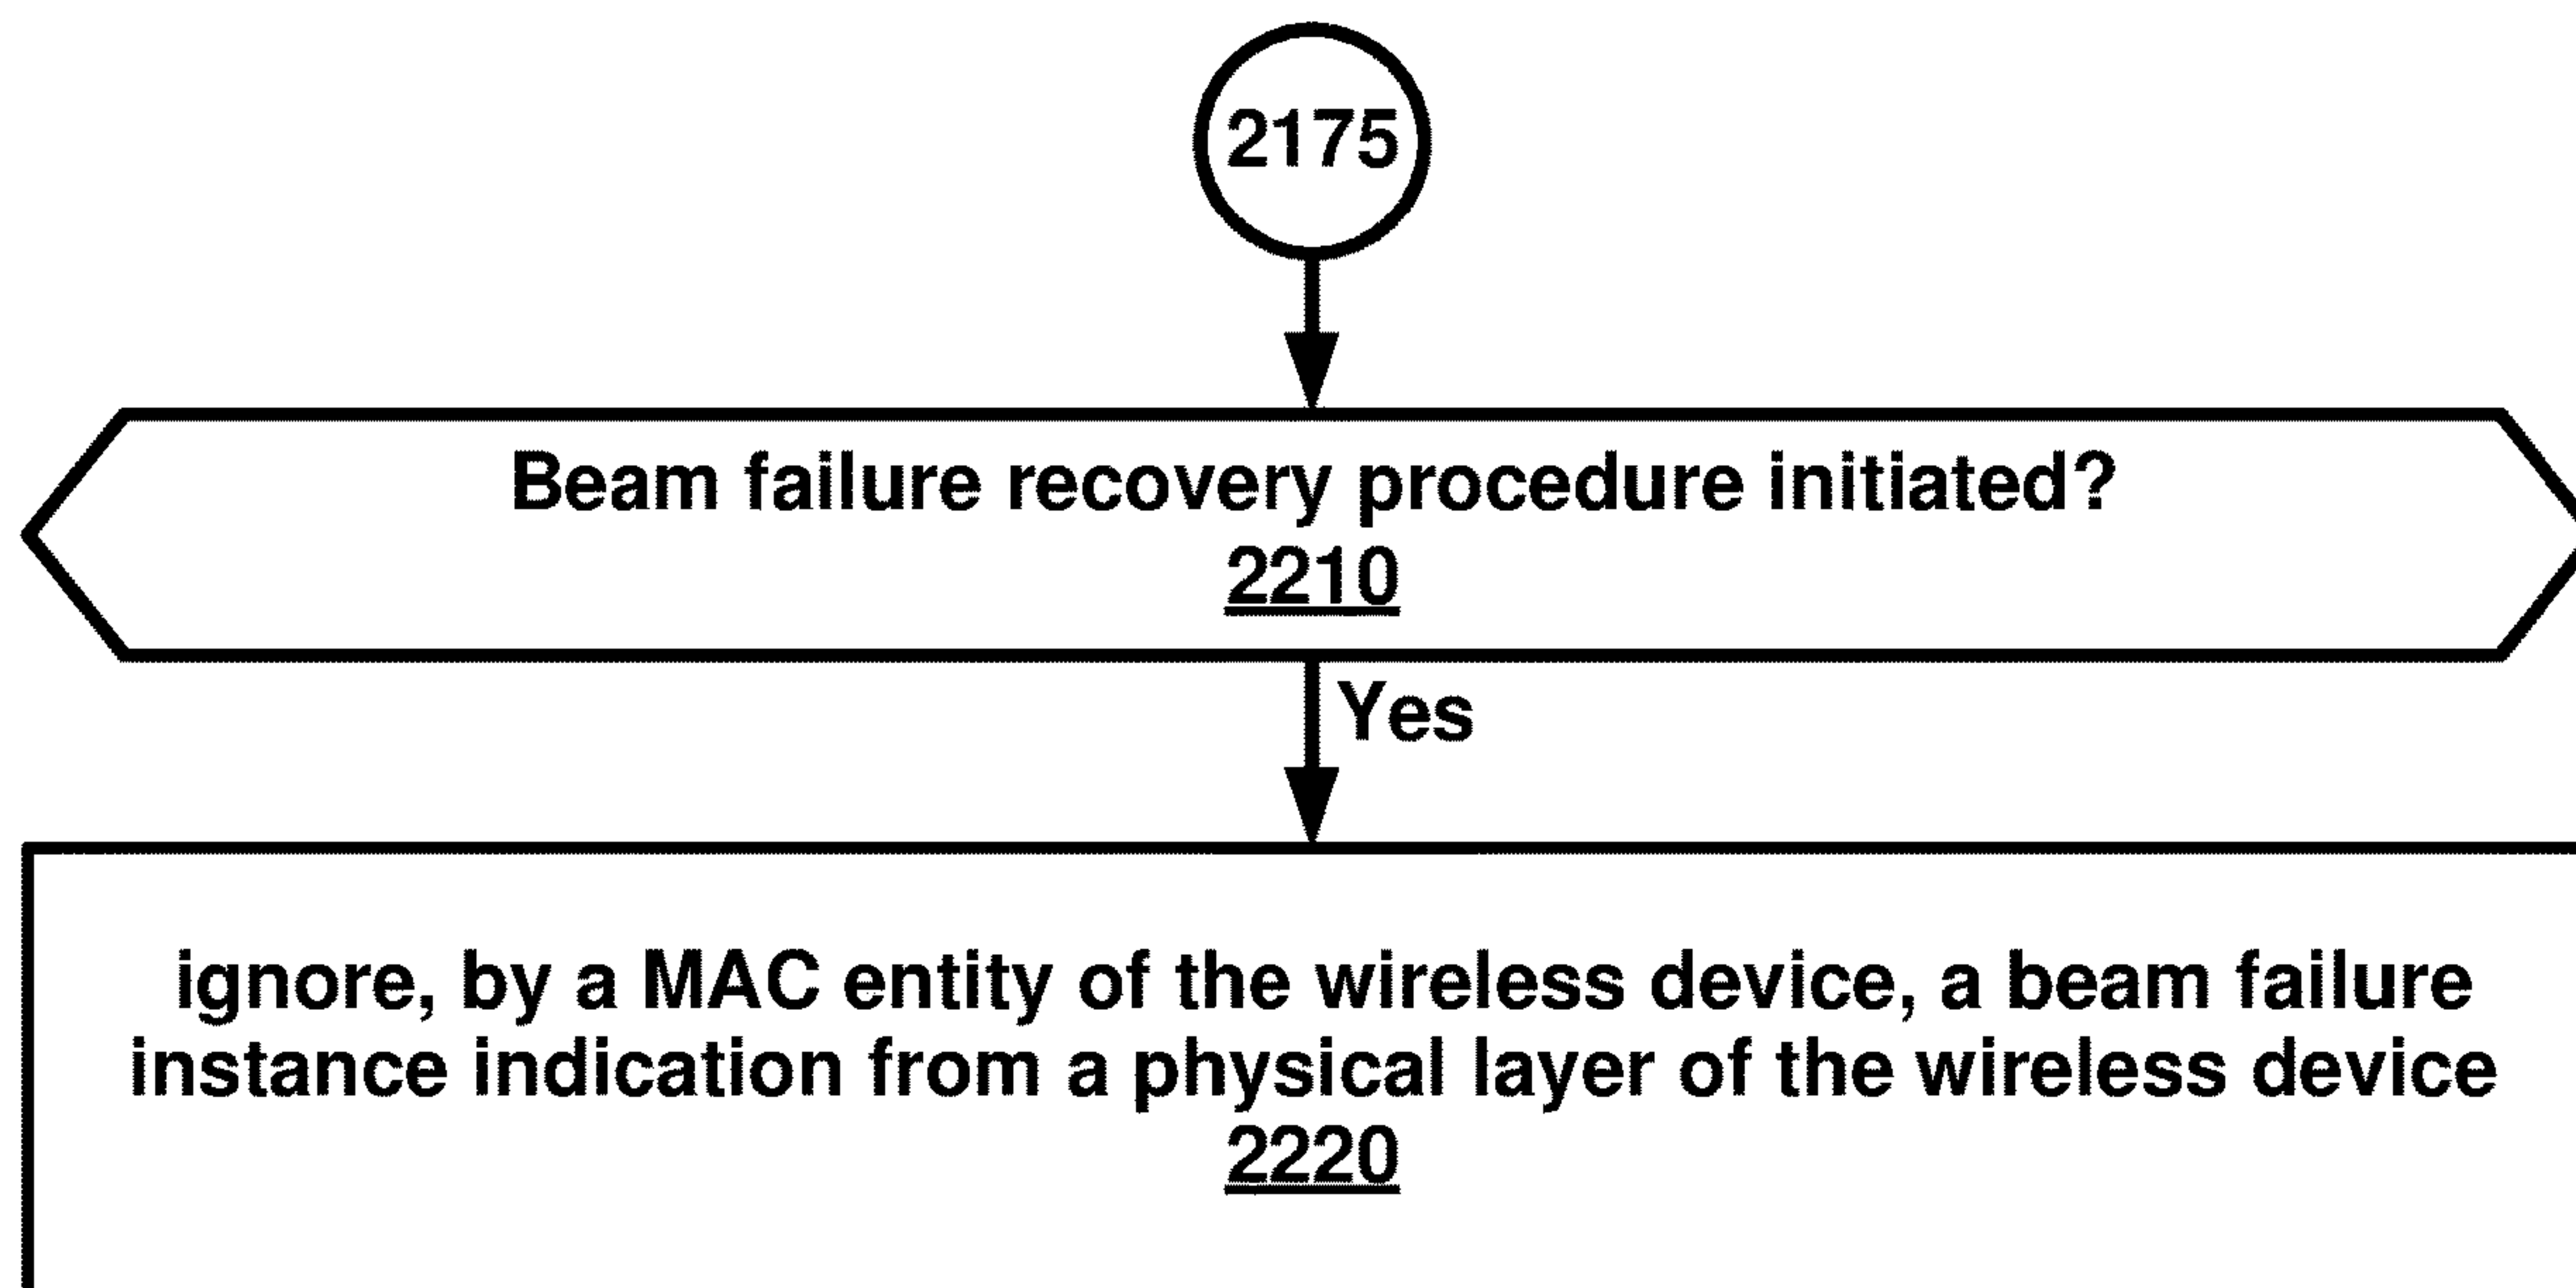 2175
Beam failure recovery procedure initiated?
2210
Yes
ignore, by a MAC entity of the wireless device, a beam failure
instance indication from a physical layer of the wireless device
2220